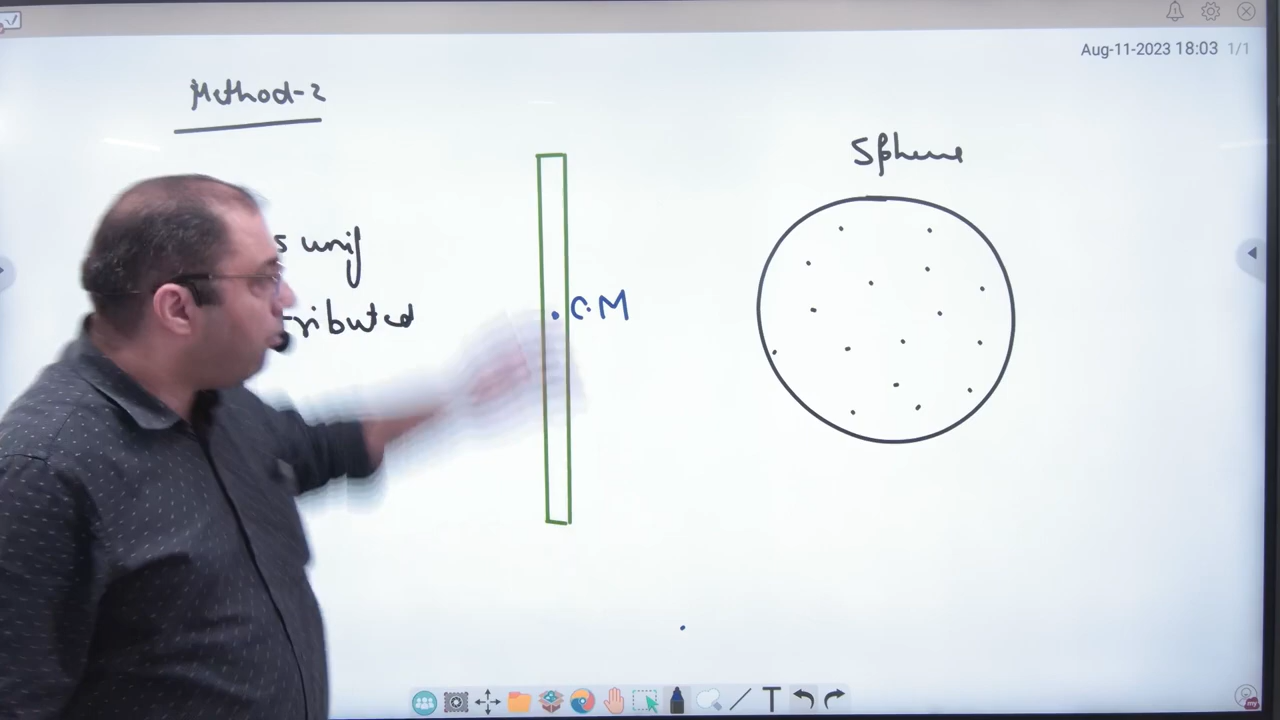 Aug-11-2023 18:03 1/1
Method-2
Sphere
s unif
tributed
C.M
T